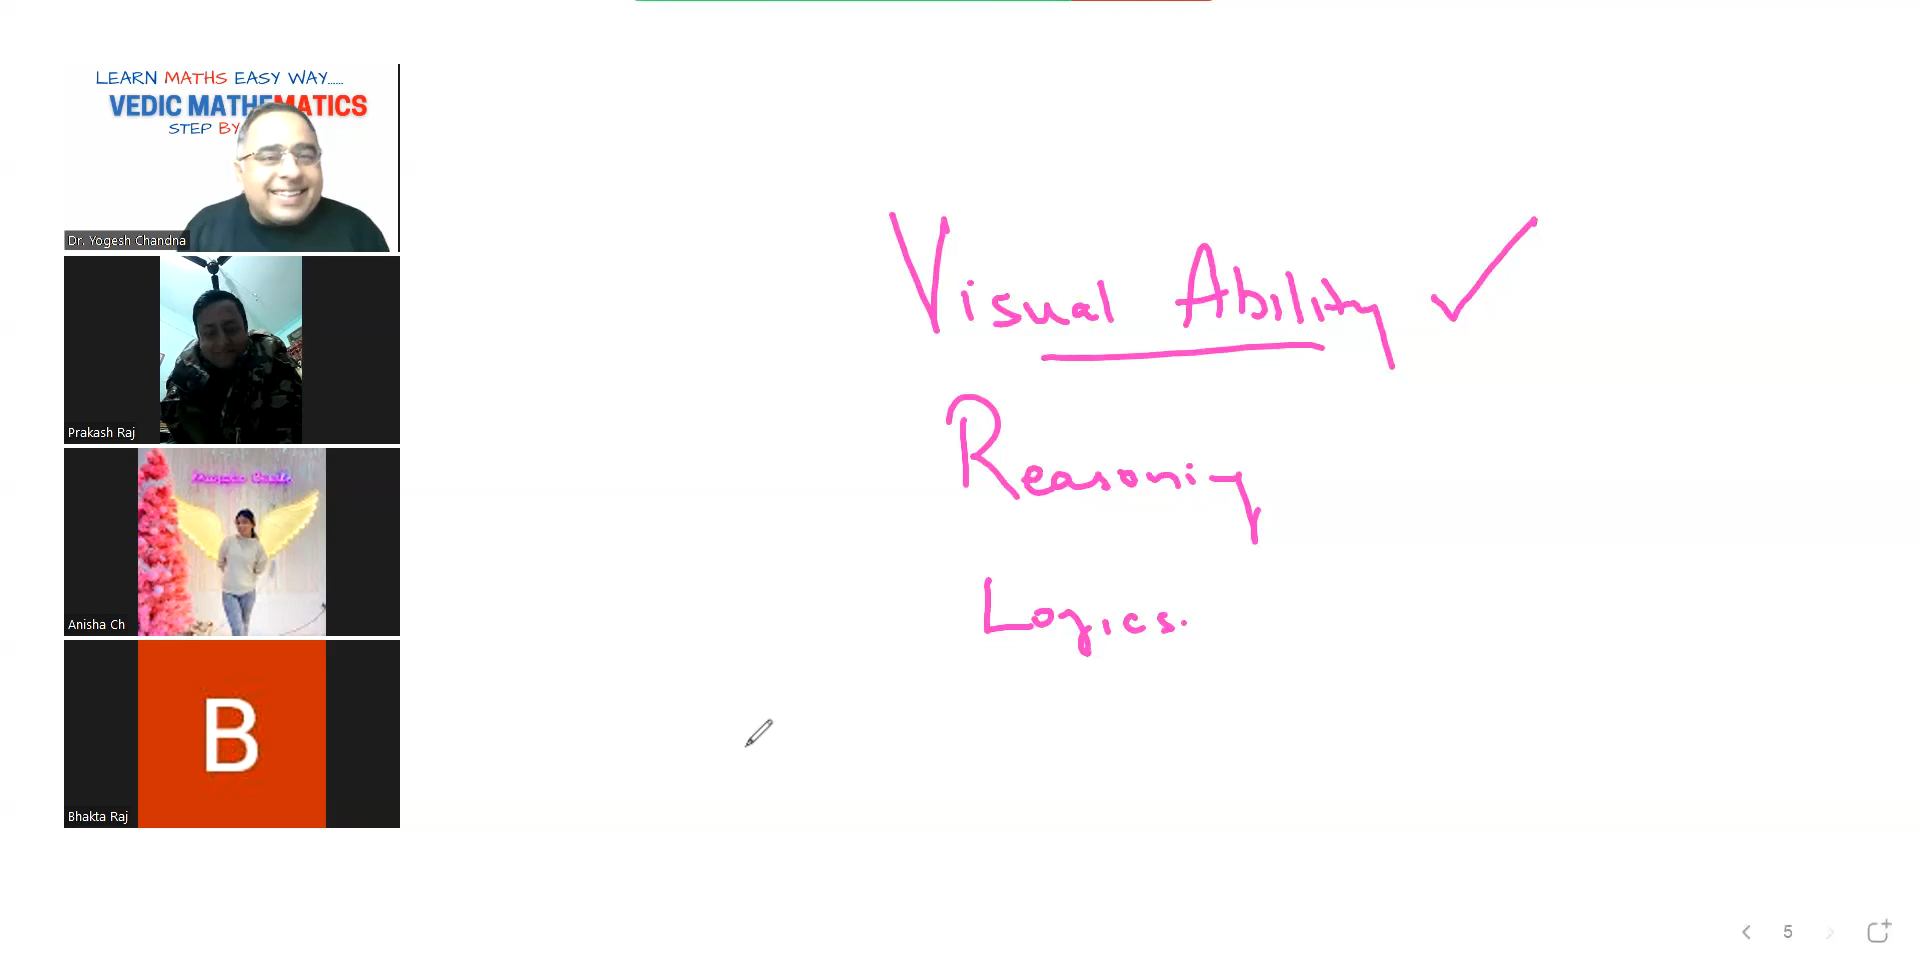 LEARN MATHS EASY WAY......
VEDIC MATHEMATICS
STEP BY
Dr. Yogesh Chandna
Prakash Raj
Anisha Ch
B
Bhakta Raj
Visual Ability ✓
Reasoning
Logics.
5